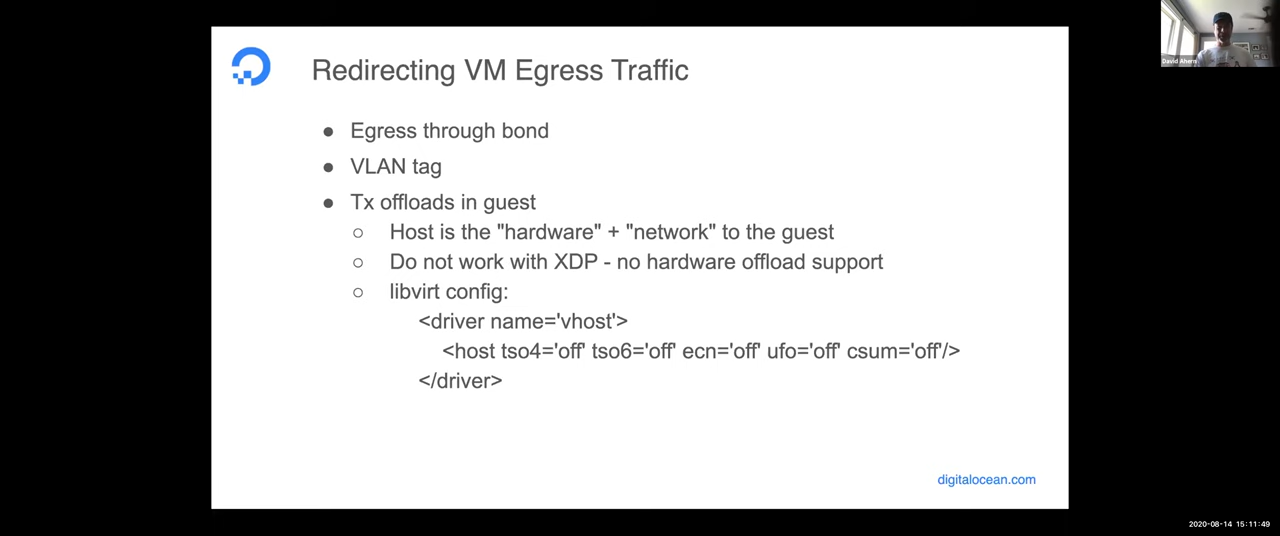 Redirecting VM Egress Traffic
● Egress through bond
● VLAN tag
● Tx offloads in guest
○ Host is the "hardware" + "network" to the guest
○ Do not work with XDP - no hardware offload support
○ libvirt config:
<driver name='vhost'>
<host tso4='off' tso6='off' ecn='off' ufo='off' csum='off'/>
</driver>
digitalocean.com
David Ahern
2020-08-14 15:11:49